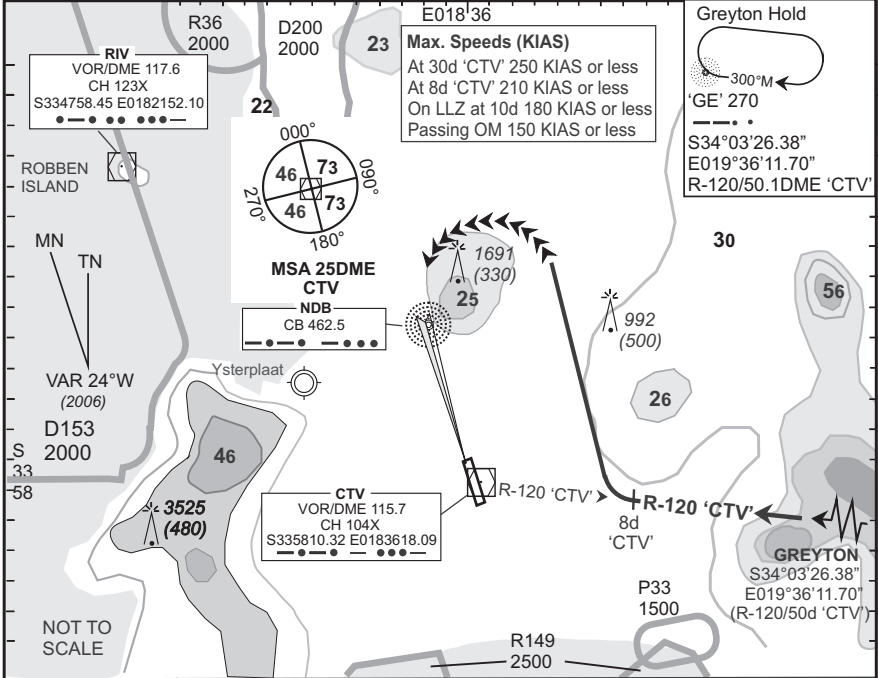 R36
2000
D200
2000
23
E018 36
Max. Speeds (KIAS)
At 30d ‘CTV’ 250 KIAS or less
At 8d ‘CTV’ 210 KIAS or less
On LLZ at 10d 180 KIAS or less
Passing OM 150 KIAS or less
Greyton Hold
300°M
‘GE’ 270
S34°03’26.38”
E019°36’11.70”
R-120/50.1DME ‘CTV’
RIV
VOR/DME 117.6
CH 123X
S334758.45 E0182152.10
22
ROBBEN
ISLAND
000°
090°
180°
270°
46
73
46
73
MSA 25DME
CTV
NDB
CB 462.5
MN
TN
VAR 24°W
(2006)
D153
2000
S
33
58
Ysterplaat
1691
(330)
25
992
(500)
30
56
26
46
3525
(480)
CTV
VOR/DME 115.7
CH 104X
S335810.32 E0183618.09
R-120 ‘CTV’
8d
‘CTV’
R-120 ‘CTV’
GREYTON
S34°03’26.38”
E019°36’11.70”
(R-120/50d ‘CTV’)
P33
1500
R149
2500
NOT TO
SCALE